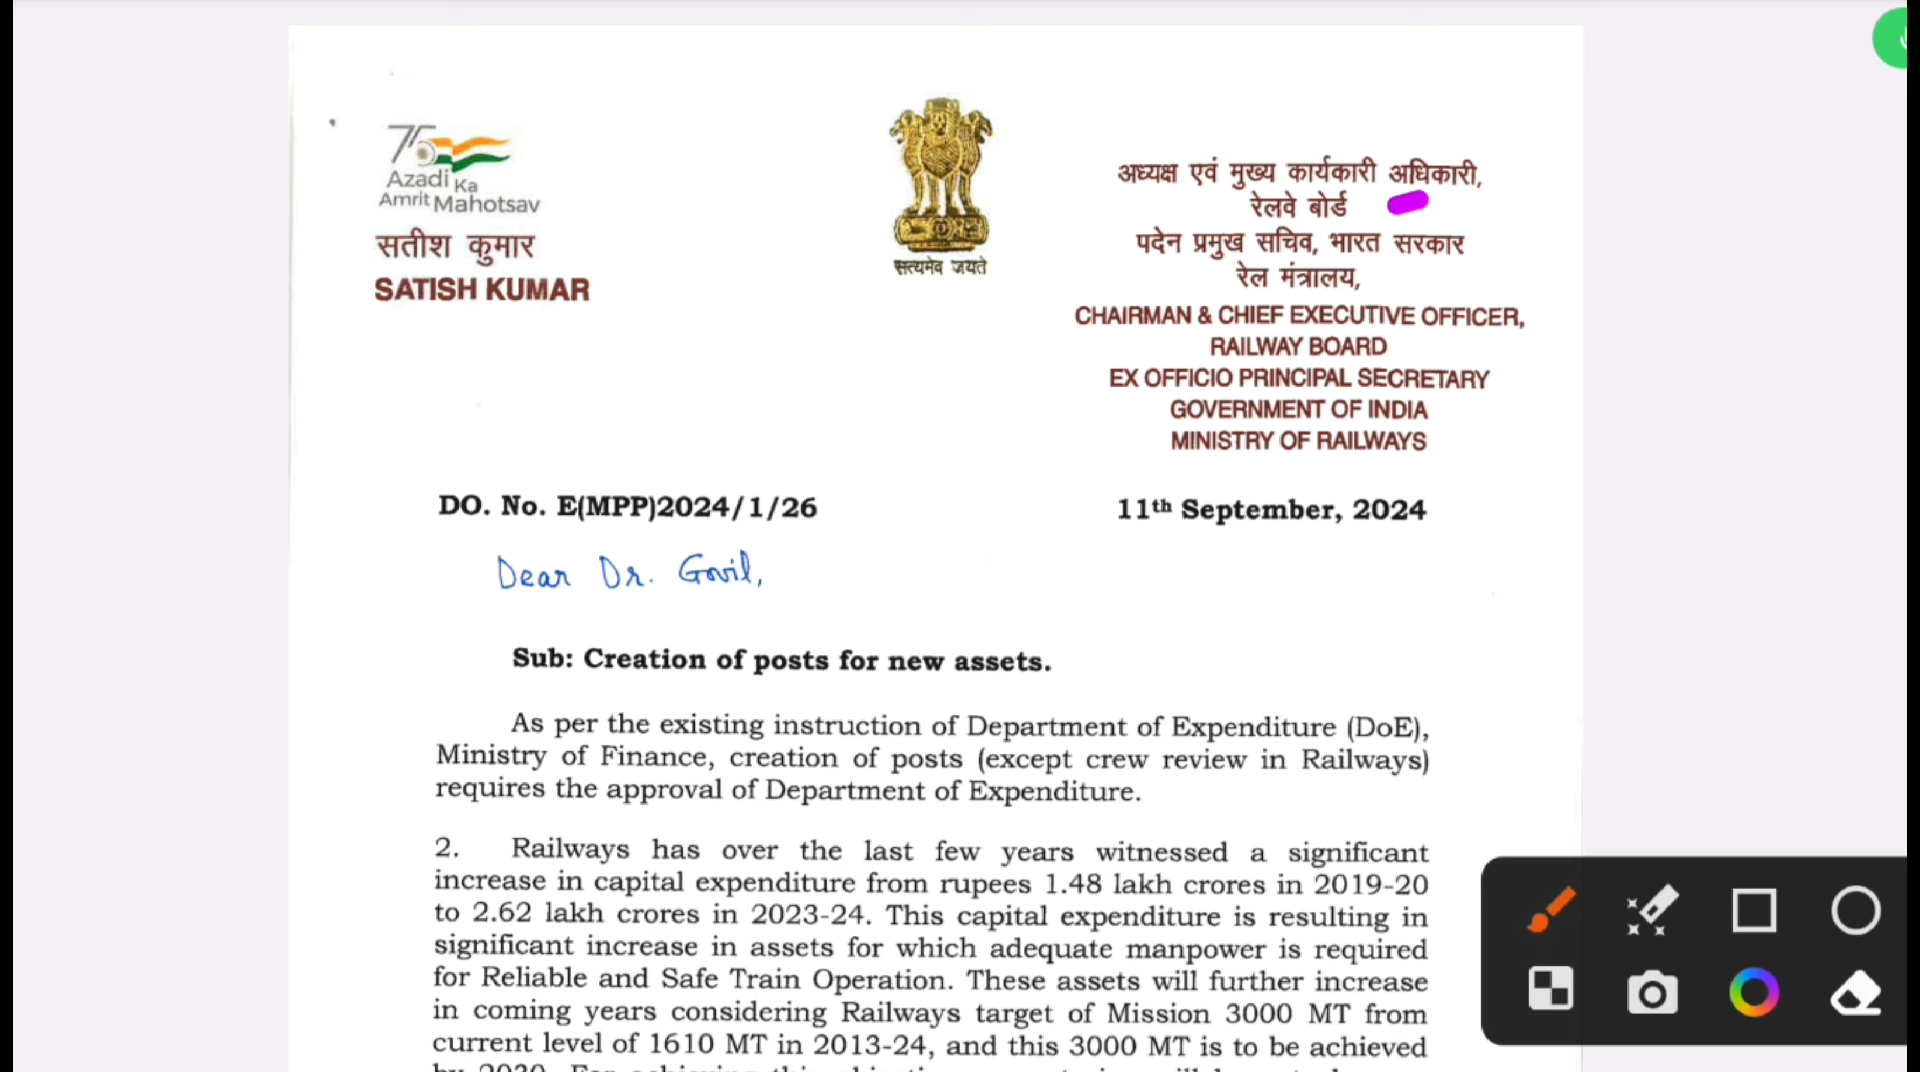 75
Azadi Ka
Amrit Mahotsav
सतीश कुमार
SATISH KUMAR
सत्यमेव जयते
अध्यक्ष एवं मुख्य कार्यकारी अधिकारी,
रेलवे बोर्ड
पदेन प्रमुख सचिव, भारत सरकार
रेल मंत्रालय,
CHAIRMAN & CHIEF EXECUTIVE OFFICER,
RAILWAY BOARD
EX OFFICIO PRINCIPAL SECRETARY
GOVERNMENT OF INDIA
MINISTRY OF RAILWAYS
DO. No. E(MPP)2024/1/26
11th September, 2024
Dear Dr. Govil,
Sub: Creation of posts for new assets.
As per the existing instruction of Department of Expenditure (DoE),
Ministry of Finance, creation of posts (except crew review in Railways)
requires the approval of Department of Expenditure.
2. Railways has over the last few years witnessed a significant
increase in capital expenditure from rupees 1.48 lakh crores in 2019-20
to 2.62 lakh crores in 2023-24. This capital expenditure is resulting in
significant increase in assets for which adequate manpower is required
for Reliable and Safe Train Operation. These assets will further increase
in coming years considering Railways target of Mission 3000 MT from
current level of 1610 MT in 2013-24, and this 3000 MT is to be achieved